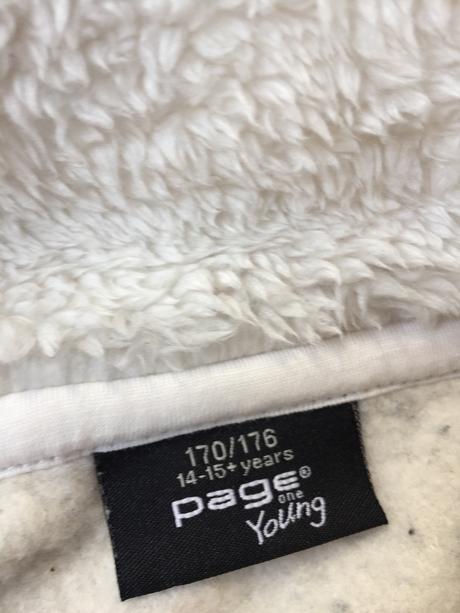 170/176
14-15+ years
page®
one
Young